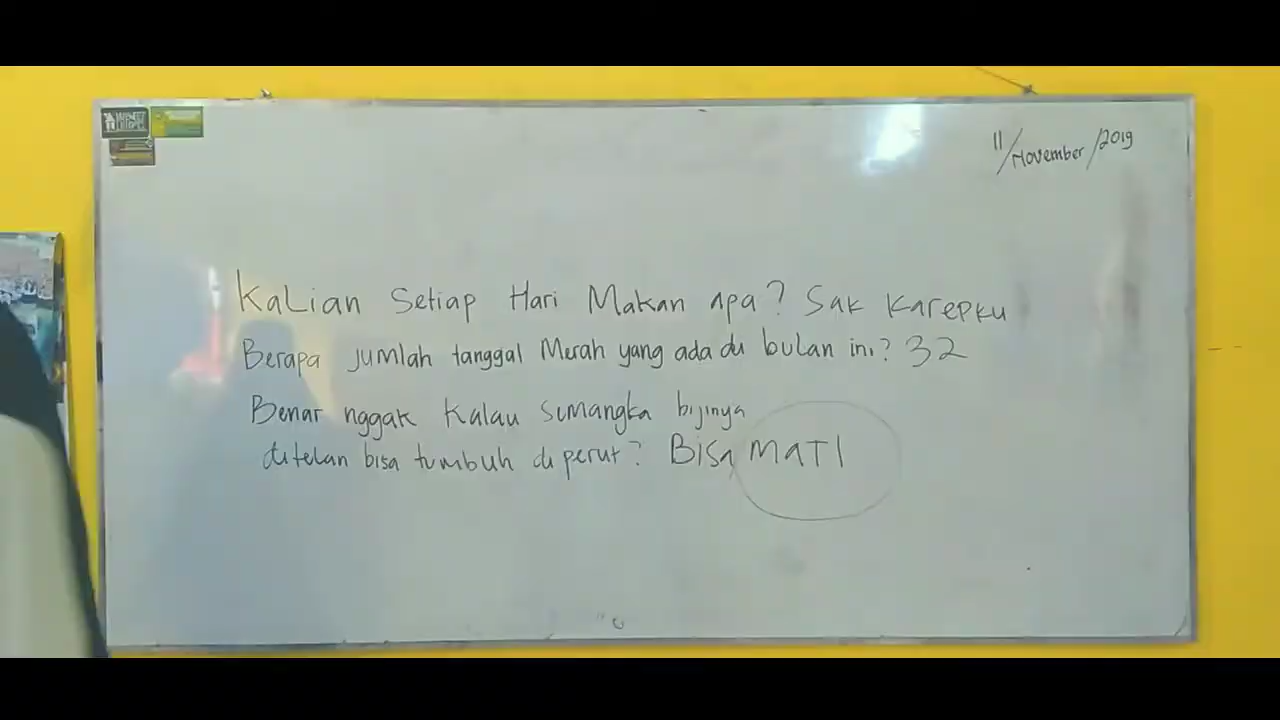 11/November/2019
Kalian Setiap Hari Makan apa? Sak Karepku
Berapa jumlah tanggal Merah yang ada di bulan ini? 32
Benar nggak Kalau Semangka bijinya
ditelan bisa tumbuh di perut? Bisa MATI